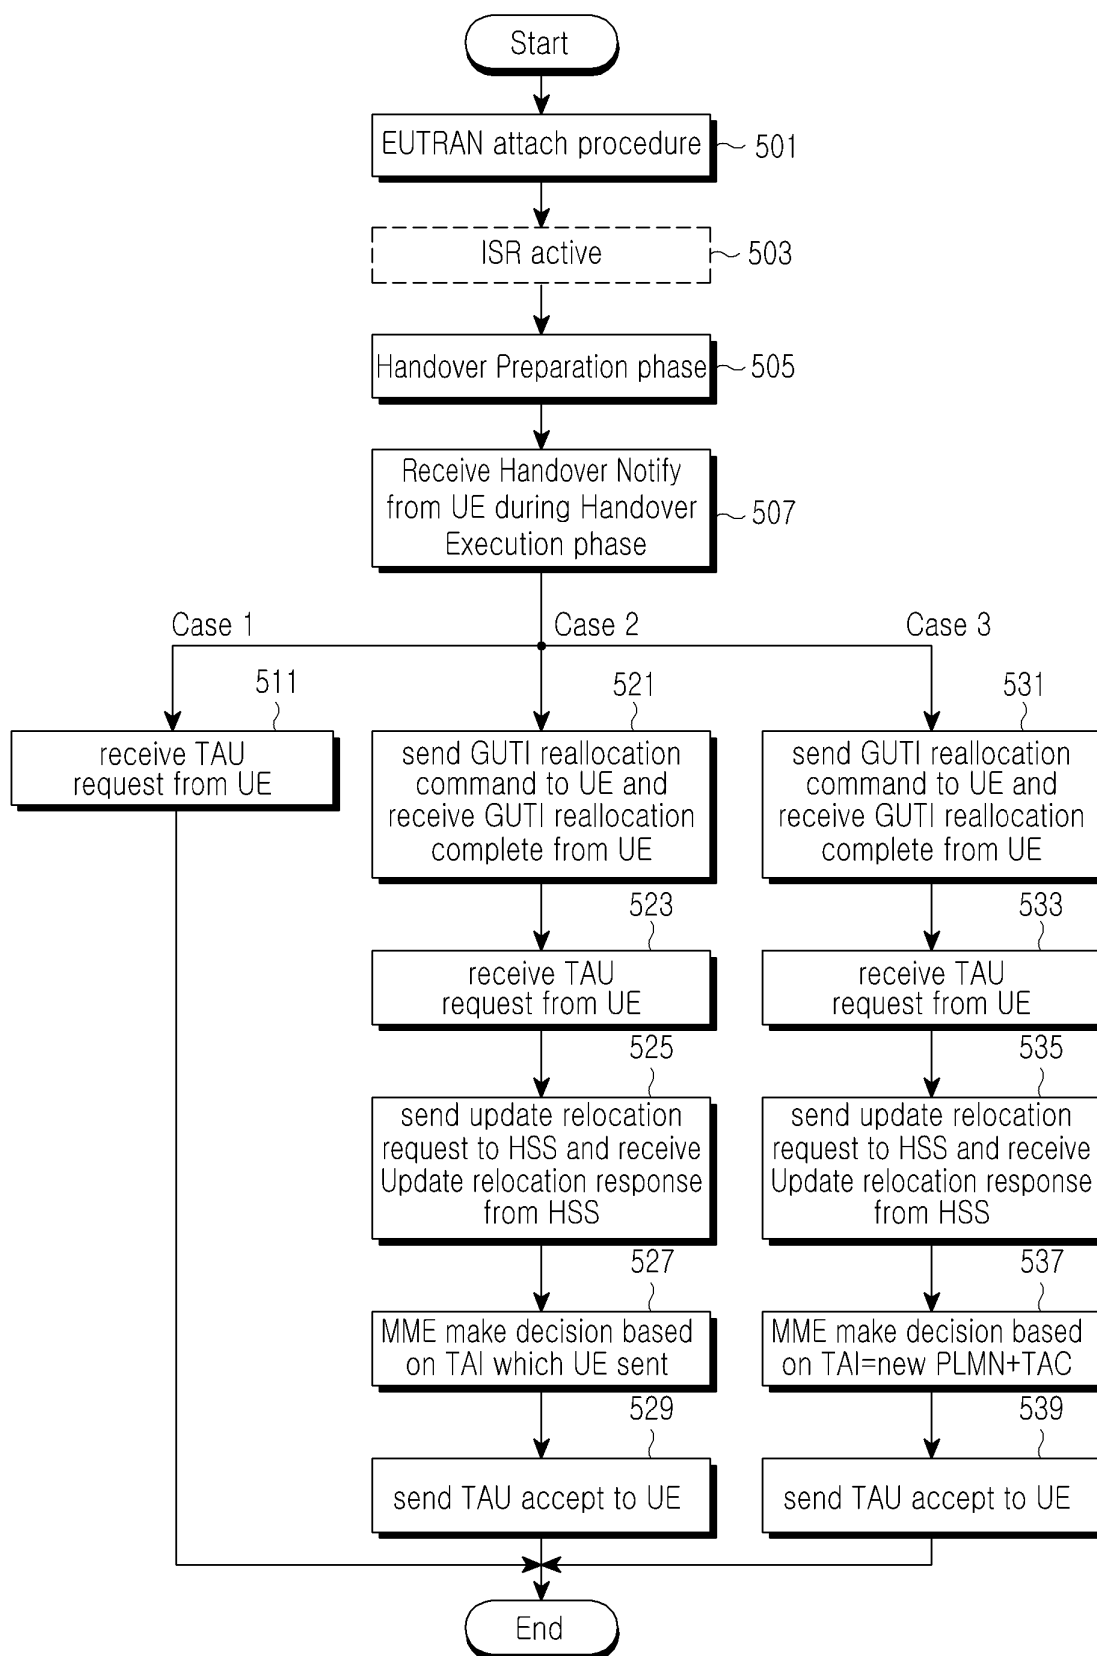 Start
EUTRAN attach procedure
501
ISR active
503
Handover Preparation phase
505
Receive Handover Notify
from UE during Handover
Execution phase
507
Case 1
Case 2
Case 3
511
receive TAU
request from UE
521
send GUTI reallocation
command to UE and
receive GUTI reallocation
complete from UE
523
receive TAU
request from UE
525
send update relocation
request to HSS and receive
Update relocation response
from HSS
527
MME make decision based
on TAI which UE sent
529
send TAU accept to UE
531
send GUTI reallocation
command to UE and
receive GUTI reallocation
complete from UE
533
receive TAU
request from UE
535
send update relocation
request to HSS and receive
Update relocation response
from HSS
537
MME make decision based
on TAI=new PLMN+TAC
539
send TAU accept to UE
End